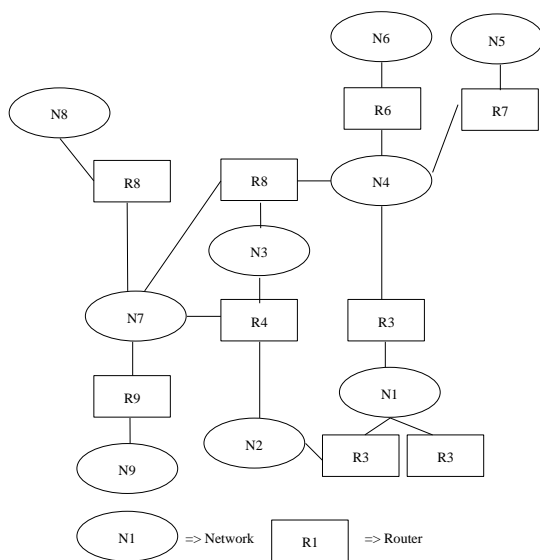 N6
N5
N8
R6
R7
R8
R8
N4
N3
N7
R4
R3
R9
N1
N2
R3
R3
N9
N1
=> Network
R1
=> Router